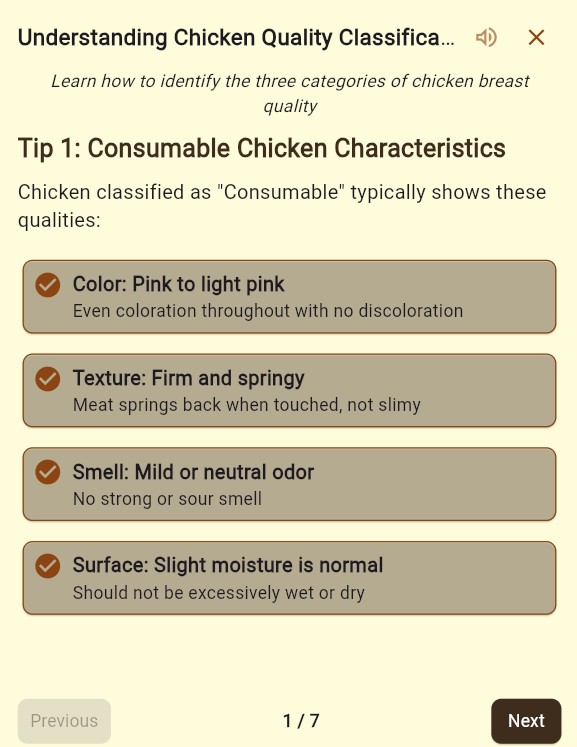 Understanding Chicken Quality Classifica...
Learn how to identify the three categories of chicken breast
quality
Tip 1: Consumable Chicken Characteristics
Chicken classified as "Consumable" typically shows these
qualities:
Color: Pink to light pink
Even coloration throughout with no discoloration
Texture: Firm and springy
Meat springs back when touched, not slimy
Smell: Mild or neutral odor
No strong or sour smell
Surface: Slight moisture is normal
Should not be excessively wet or dry
Previous
1 / 7
Next